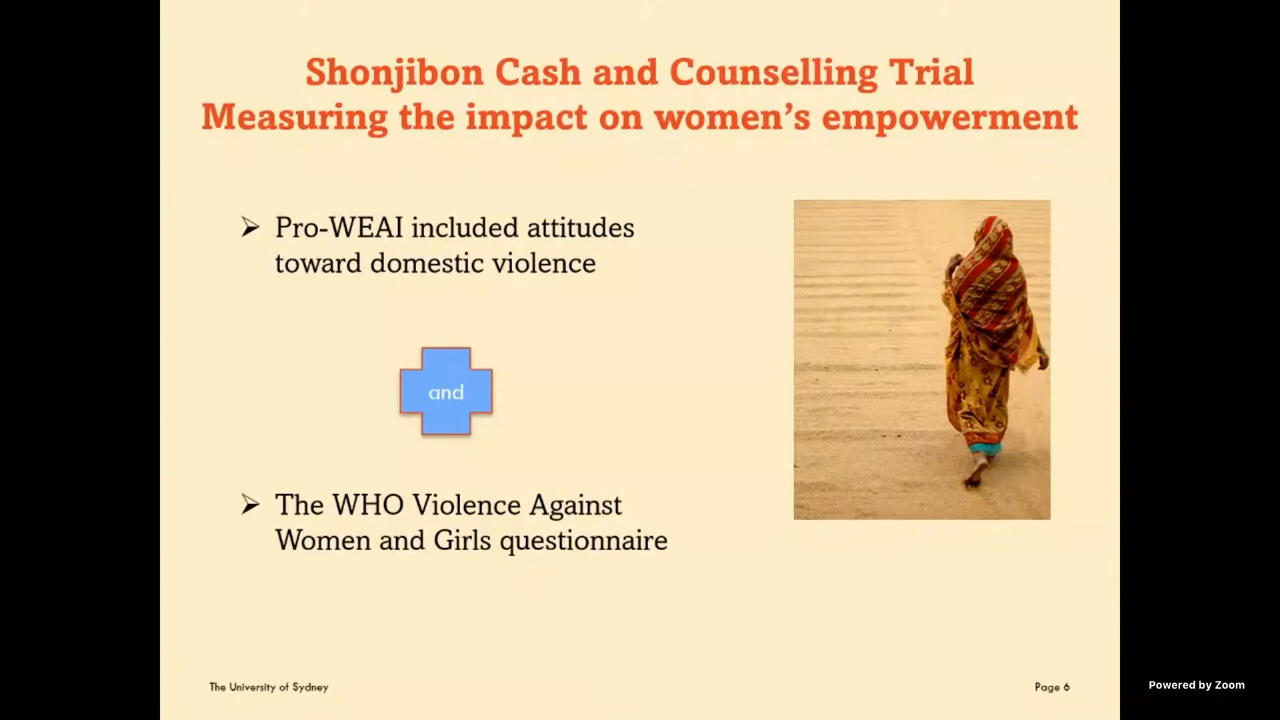 Shonjibon Cash and Counselling Trial
Measuring the impact on women's empowerment
Pro-WEAI included attitudes
toward domestic violence
and
The WHO Violence Against
Women and Girls questionnaire
The University of Sydney
Page 6
Powered by Zoom